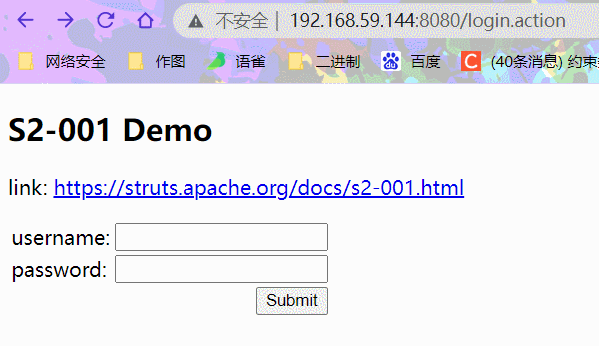 不安全 | 192.168.59.144:8080/login.action
网络安全 作图 语雀 二进制 百度 C (40条消息) 约束
S2-001 Demo
link: https://struts.apache.org/docs/s2-001.html
username:
password:
Submit